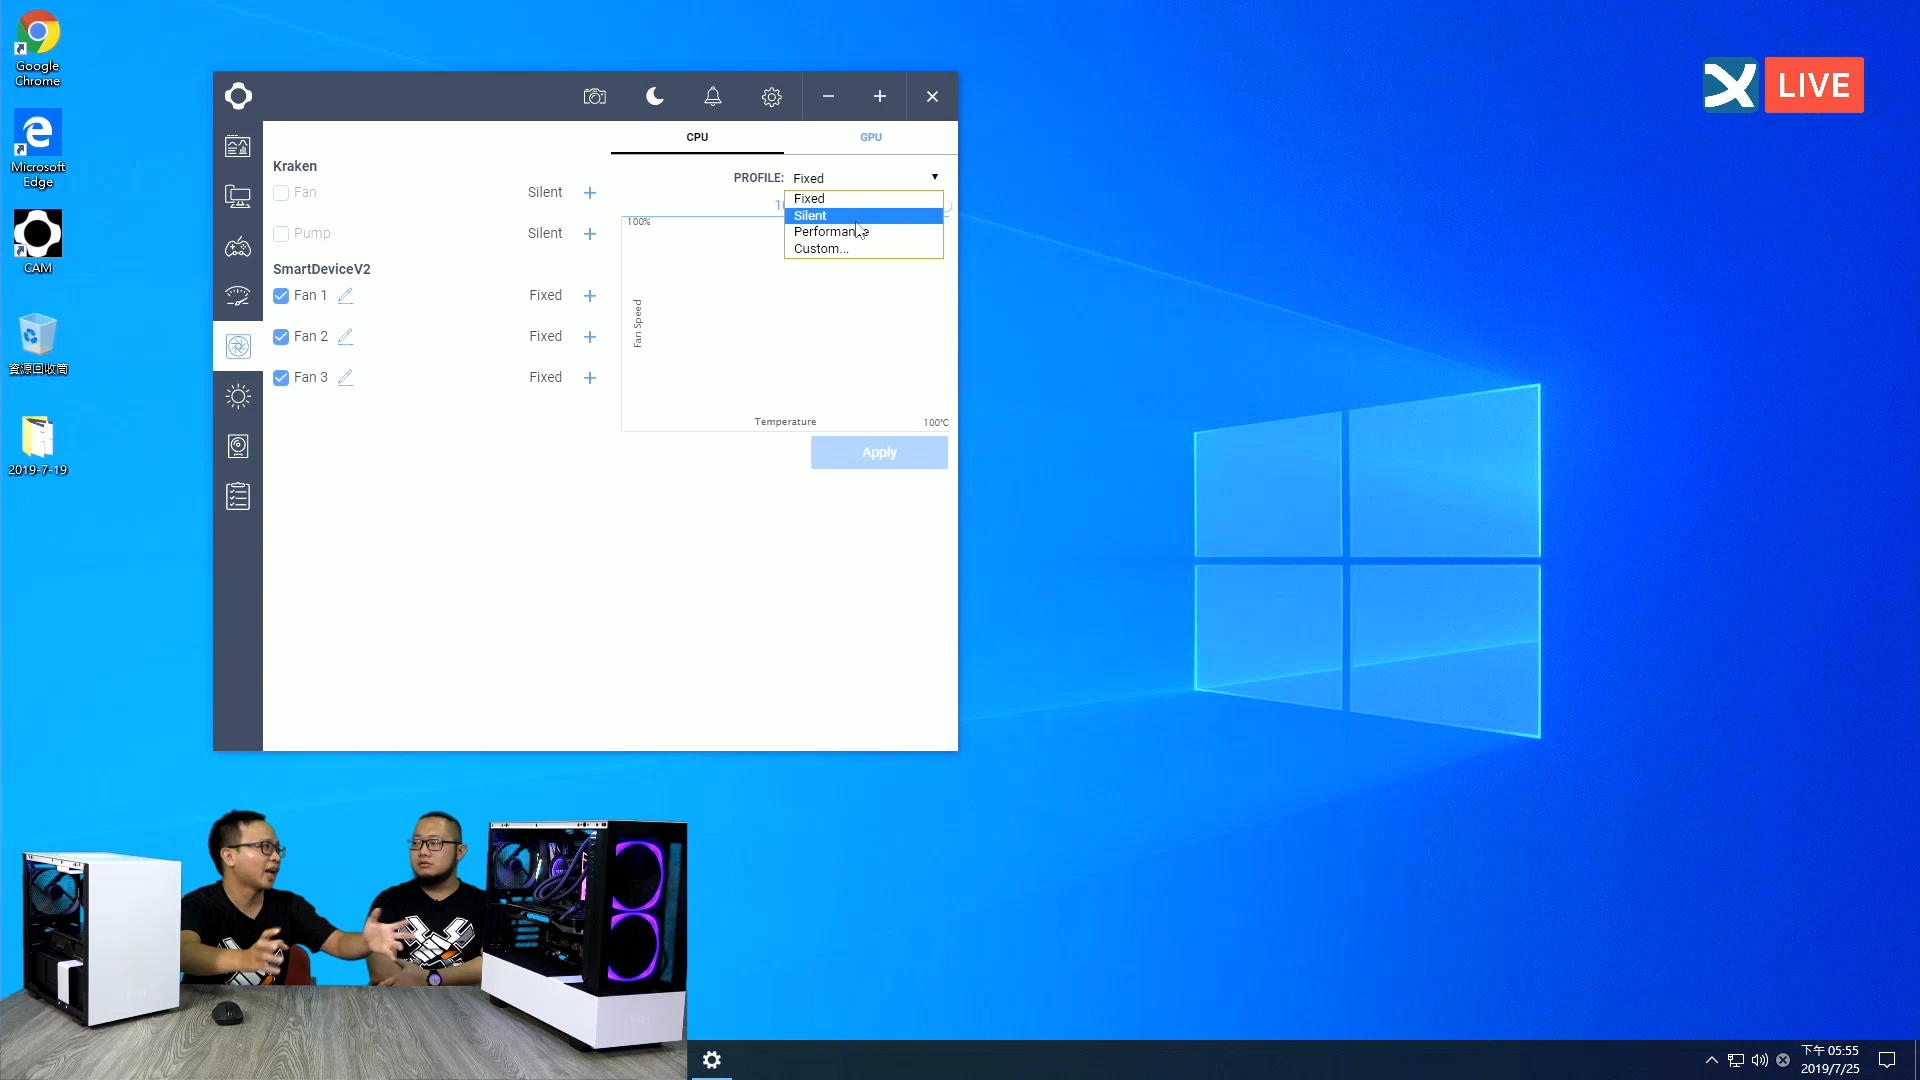 Google
Chrome
Microsoft
Edge
CAM
資源回收筒
2019-7-19
LIVE
CPU
GPU
Kraken
PROFILE:
Fixed
Fan
Silent
Fixed
Silent
Performance
Custom...
100%
Pump
Silent
SmartDeviceV2
Fan 1
Fixed
Fan 2
Fixed
Fan 3
Fixed
Fan Speed
Temperature
100°C
Apply
下午 05:55
2019/7/25